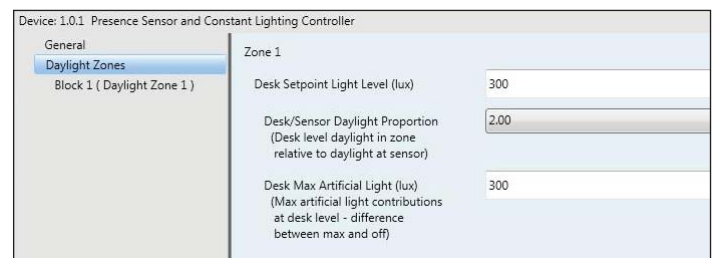 Device: 1.0.1 Presence Sensor and Constant Lighting Controller
General
Daylight Zones
Block 1 ( Daylight Zone 1 )
Zone 1
Desk Setpoint Light Level (lux)
300
Desk/Sensor Daylight Proportion
(Desk level daylight in zone
relative to daylight at sensor)
2.00
Desk Max Artificial Light (lux)
(Max artificial light contributions
at desk level - difference
between max and off)
300